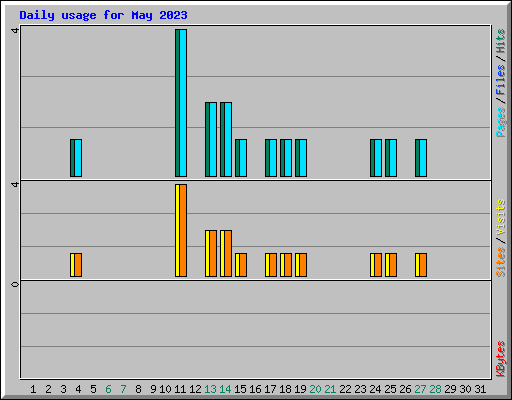 Daily usage for May 2023
4
4
0
Pages/Files/Hits
Sites/Visits
KBytes
1 2 3 4 5 6 7 8 9 10 11 12 13 14 15 16 17 18 19 20 21 22 23 24 25 26 27 28 29 30 31